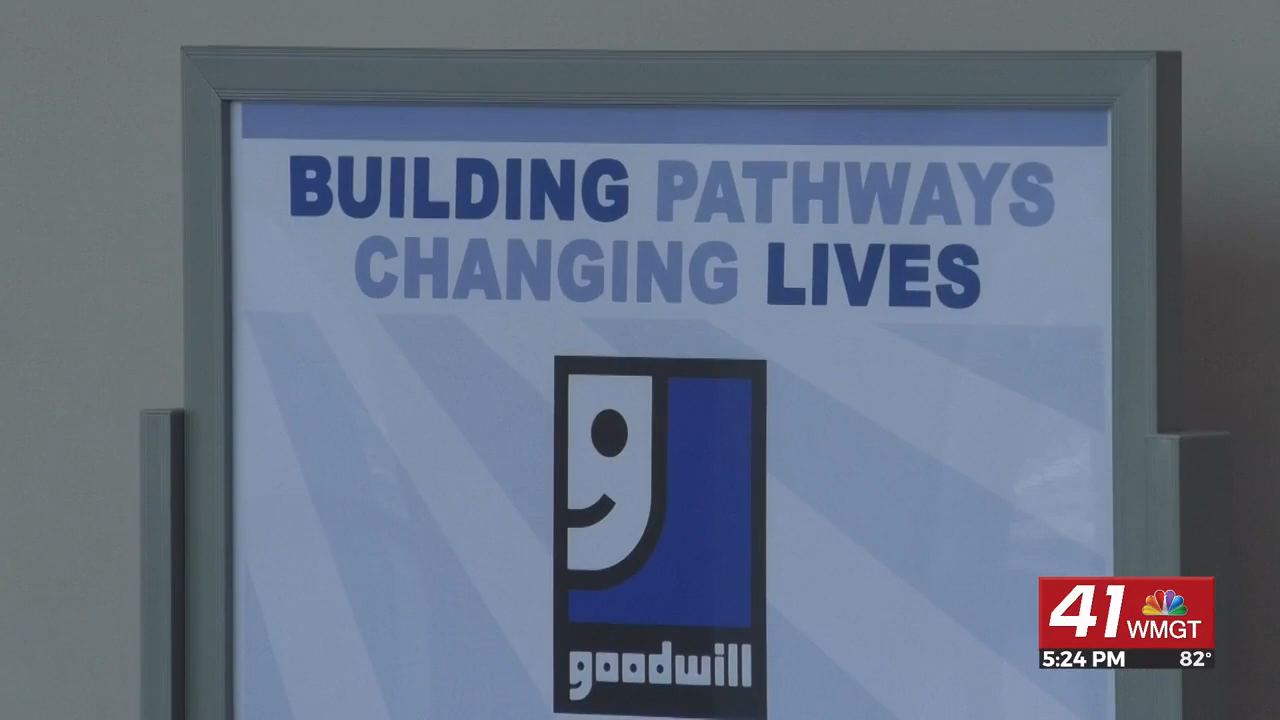 BUILDING PATHWAYS
CHANGING LIVES
goodwill
41
WMGT
5:24 PM 82°